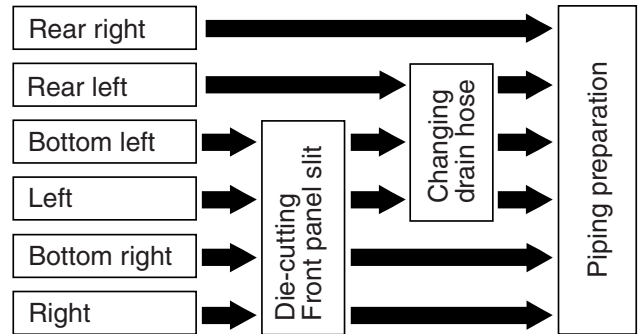 Rear right
Rear left
Bottom left
Left
Bottom right
Right
Die-cutting
Front panel slit
Changing
drain hose
Piping preparation